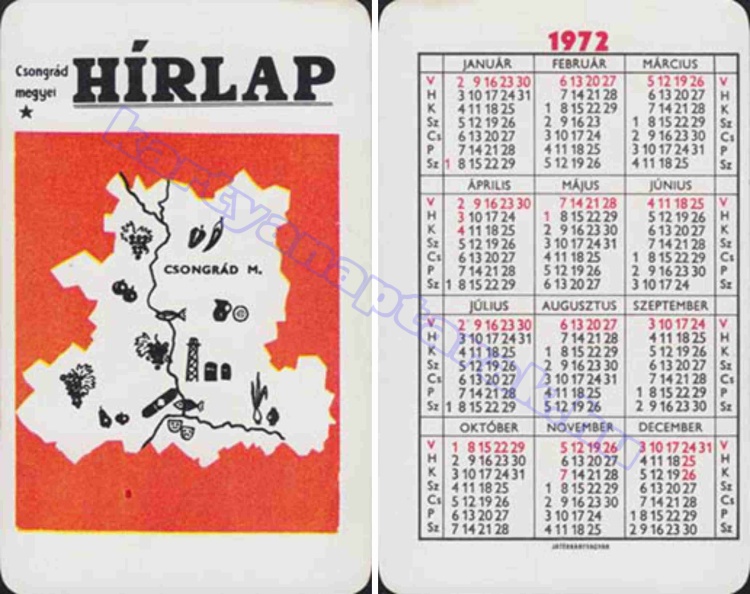 Csongrád
megyei
HÍRLAP
CSONGRÁD M.
kartyanaptarok.hu
1972
JANUÁR FEBRUÁR MÁRCIUS
V 2 9 16 23 30 6 13 20 27 5 12 19 26 V
H 3 10 17 24 31 7 14 21 28 6 13 20 27 H
K 4 11 18 25 1 8 15 22 29 7 14 21 28 K
Sz 5 12 19 26 2 9 16 23 1 8 15 22 29 Sz
Cs 6 13 20 27 3 10 17 24 2 9 16 23 30 Cs
P 7 14 21 28 4 11 18 25 3 10 17 24 31 P
Sz 1 8 15 22 29 5 12 19 26 4 11 18 25 Sz
ÁPRILIS MÁJUS JÚNIUS
V 2 9 16 23 30 7 14 21 28 4 11 18 25 V
H 3 10 17 24 1 8 15 22 29 5 12 19 26 H
K 4 11 18 25 2 9 16 23 30 6 13 20 27 K
Sz 5 12 19 26 3 10 17 24 31 7 14 21 28 Sz
Cs 6 13 20 27 4 11 18 25 1 8 15 22 29 Cs
P 7 14 21 28 5 12 19 26 2 9 16 23 30 P
Sz 1 8 15 22 29 6 13 20 27 3 10 17 24 Sz
JÚLIUS AUGUSZTUS SZEPTEMBER
V 2 9 16 23 30 6 13 20 27 3 10 17 24 V
H 3 10 17 24 31 7 14 21 28 4 11 18 25 H
K 4 11 18 25 1 8 15 22 29 5 12 19 26 K
Sz 5 12 19 26 2 9 16 23 30 6 13 20 27 Sz
Cs 6 13 20 27 3 10 17 24 31 7 14 21 28 Cs
P 7 14 21 28 4 11 18 25 1 8 15 22 29 P
Sz 1 8 15 22 29 5 12 19 26 2 9 16 23 30 Sz
OKTÓBER NOVEMBER DECEMBER
V 1 8 15 22 29 5 12 19 26 3 10 17 24 31 V
H 2 9 16 23 30 6 13 20 27 4 11 18 25 H
K 3 10 17 24 31 7 14 21 28 5 12 19 26 K
Sz 4 11 18 25 1 8 15 22 29 6 13 20 27 Sz
Cs 5 12 19 26 2 9 16 23 30 7 14 21 28 Cs
P 6 13 20 27 3 10 17 24 1 8 15 22 29 P
Sz 7 14 21 28 4 11 18 25 2 9 16 23 30 Sz
JÁTÉKKÁRTYAGYÁR